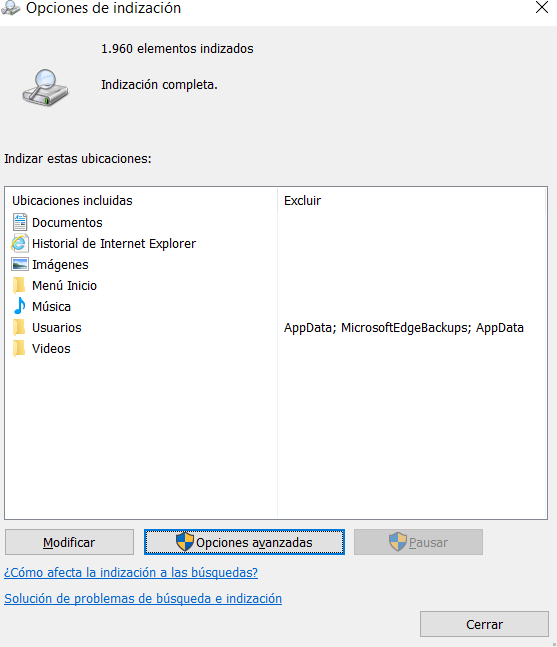 Opciones de indización
1.960 elementos indizados
Indización completa.
Indizar estas ubicaciones:
Ubicaciones incluidas Excluir
Documentos
Historial de Internet Explorer
Imágenes
Menú Inicio
Música
Usuarios AppData; MicrosoftEdgeBackups; AppData
Videos
Modificar Opciones avanzadas Pausar
¿Cómo afecta la indización a las búsquedas?
Solución de problemas de búsqueda e indización
Cerrar